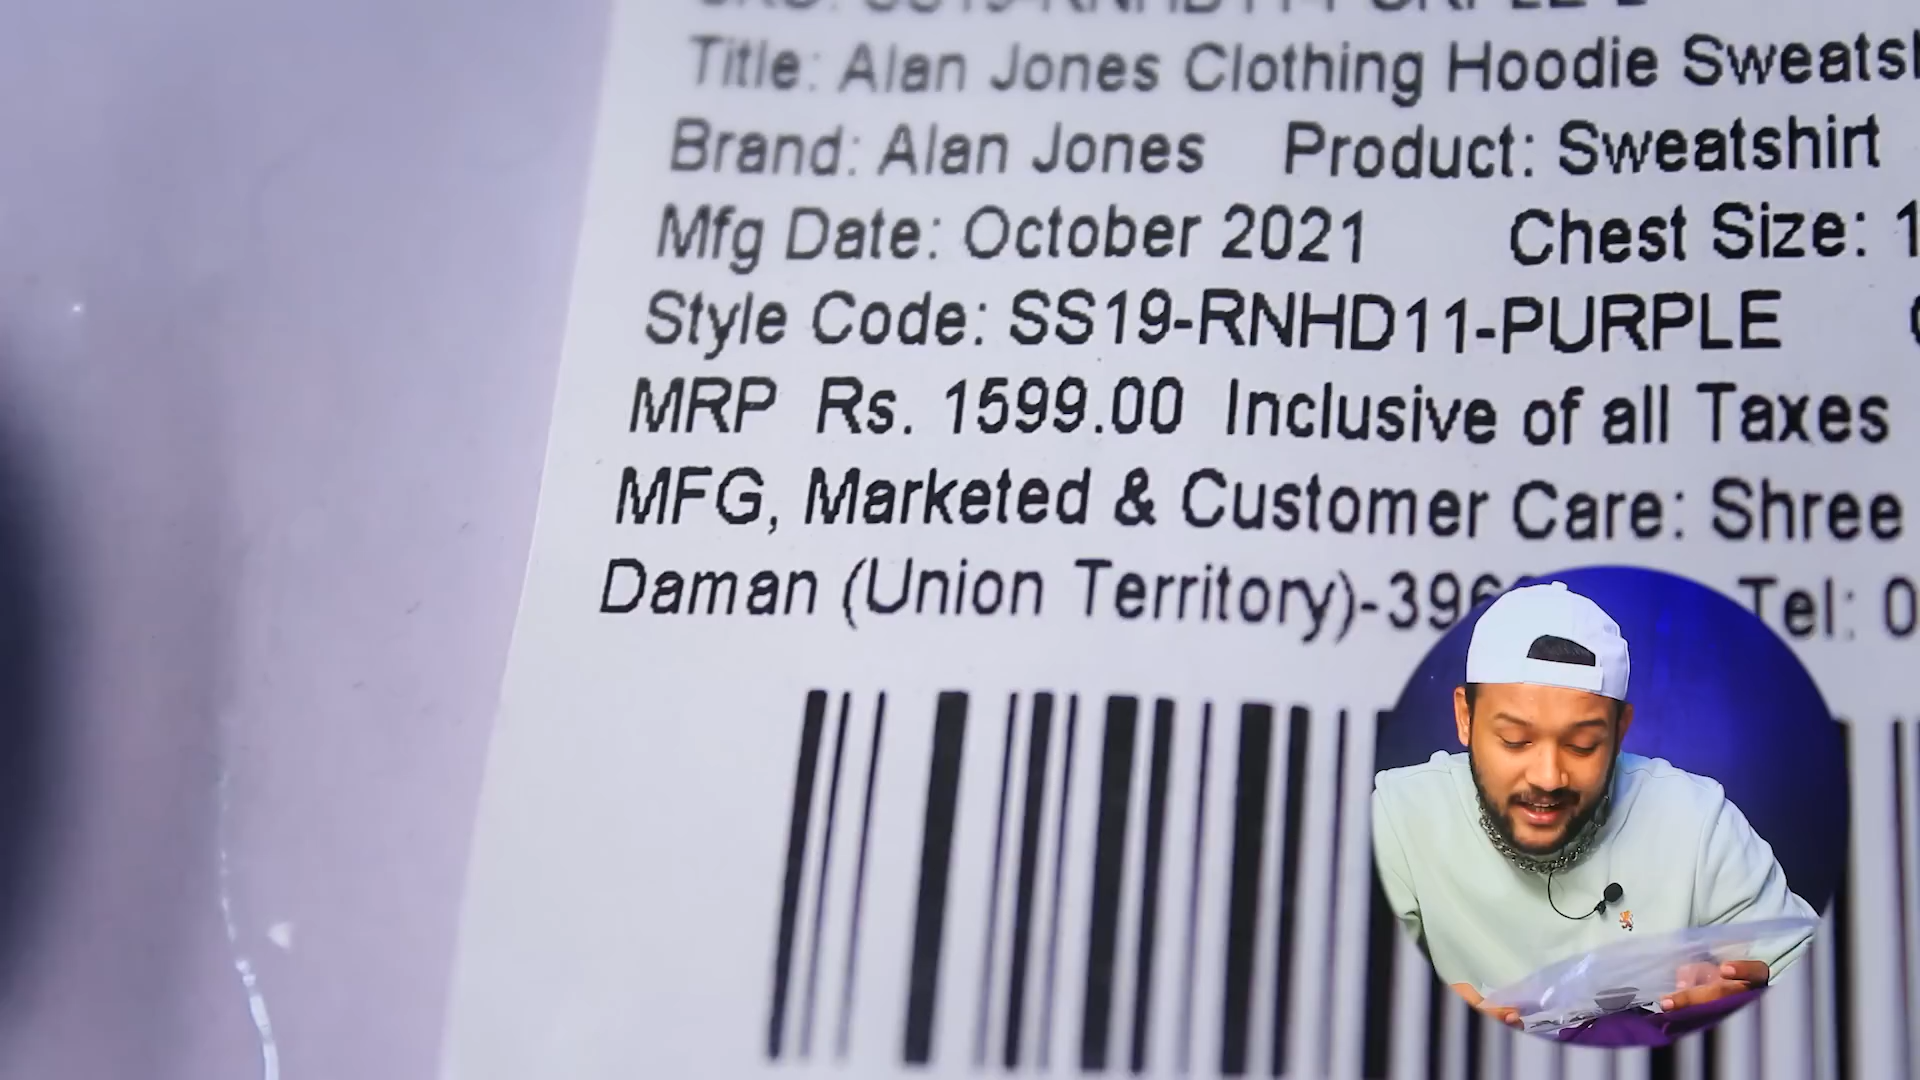 Title: Alan Jones Clothing Hoodie
Brand: Alan Jones Product: Sweatshirt
Mfg Date: October 2021 Chest Size:
Style Code: SS19-RNHD11-PURPLE
MRP Rs. 1599.00 Inclusive of all Taxes
MFG, Marketed & Customer Care: Shree
Daman (Union Territory)-396 Tel: 0